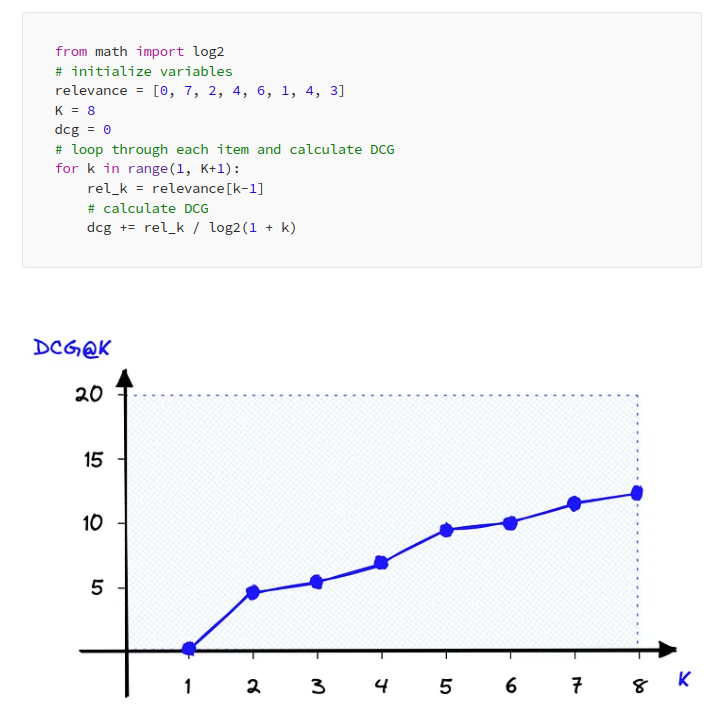 from math import log2
# initialize variables
relevance = [0, 7, 2, 4, 6, 1, 4, 3]
K = 8
dcg = 0
# loop through each item and calculate DCG
for k in range(1, K+1):
    rel_k = relevance[k-1]
    # calculate DCG
    dcg += rel_k / log2(1 + k)
DCG@K
20
15
10
5
1 2 3 4 5 6 7 8 K